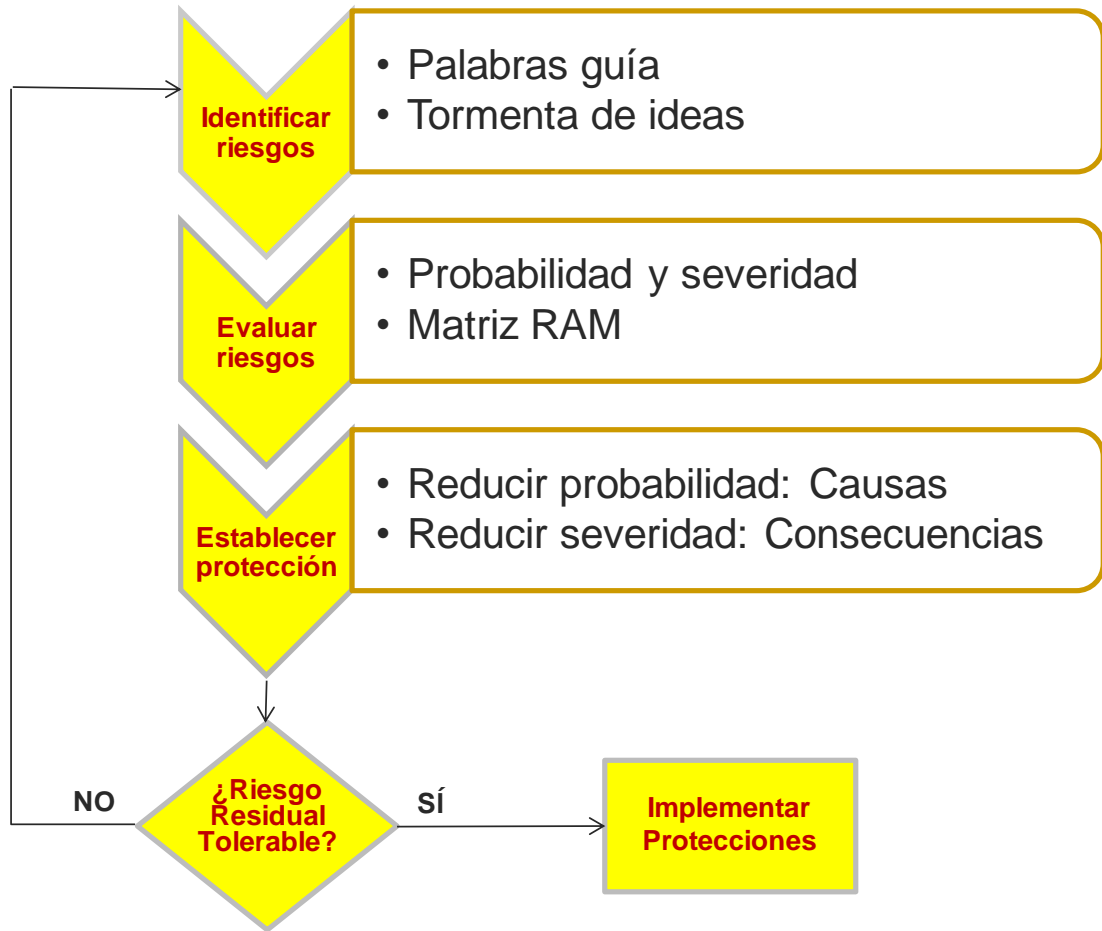 Identificar
riesgos
• Palabras guía
• Tormenta de ideas
Evaluar
riesgos
• Probabilidad y severidad
• Matriz RAM
Establecer
protección
• Reducir probabilidad: Causas
• Reducir severidad: Consecuencias
NO
¿Riesgo
Residual
Tolerable?
SÍ
Implementar
Protecciones